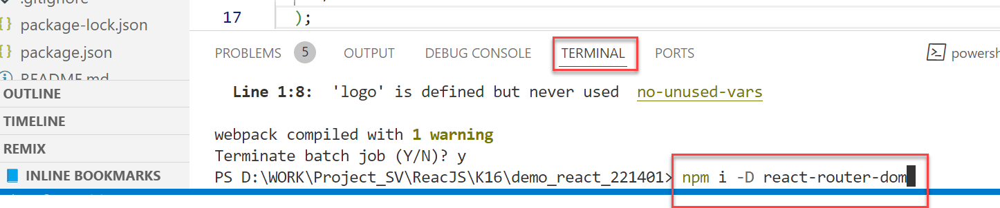 .gitignore
package-lock.json
package.json
README.md
OUTLINE
TIMELINE
REMIX
INLINE BOOKMARKS
17 );
PROBLEMS 5 OUTPUT DEBUG CONSOLE TERMINAL PORTS powersh
Line 1:8: 'logo' is defined but never used no-unused-vars
webpack compiled with 1 warning
Terminate batch job (Y/N)? y
PS D:\WORK\Project_SV\ReacJS\K16\demo_react_221401> npm i -D react-router-dom